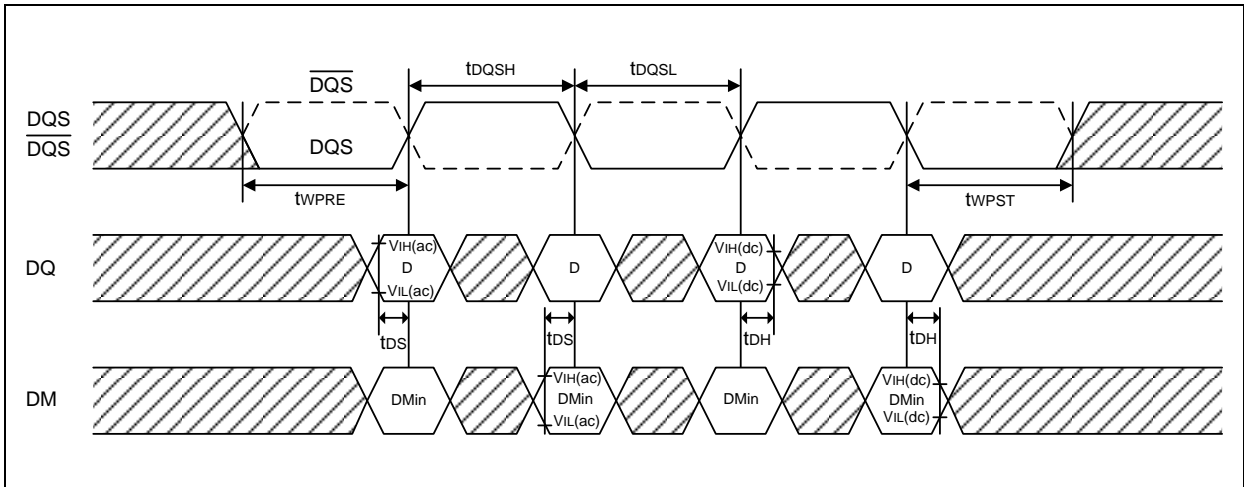 DQS
tDQSH
tDQSL
DQS
DQS
DQS
tWPRE
tWPST
DQ
VIH(ac)
D
VIL(ac)
D
VIH(dc)
D
VIL(dc)
D
tDS
tDS
tDH
tDH
DM
DMin
VIH(ac)
DMin
VIL(ac)
DMin
VIH(dc)
DMin
VIL(dc)